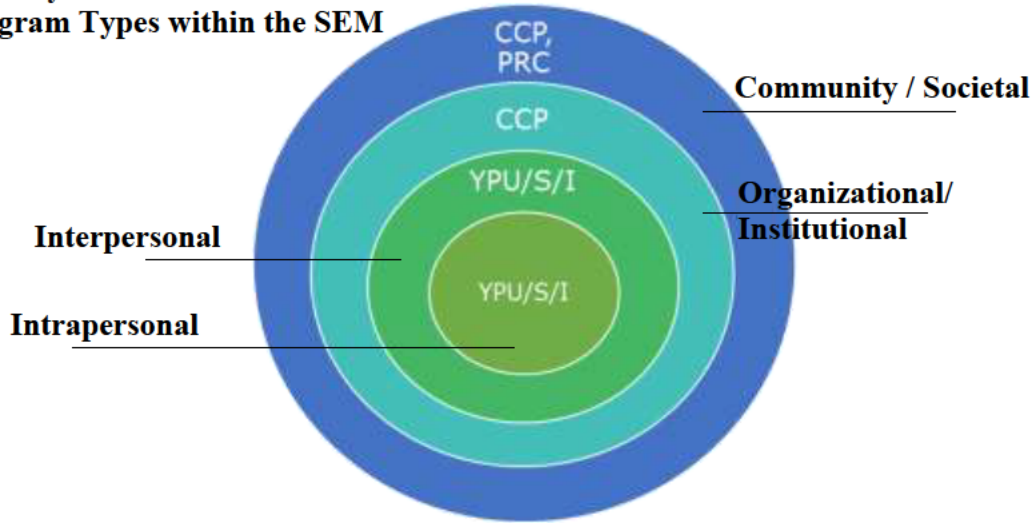 gram Types within the SEM
CCP,
PRC
Community / Societal
CCP
YPU/S/I
Organizational/
Institutional
Interpersonal
YPU/S/I
Intrapersonal